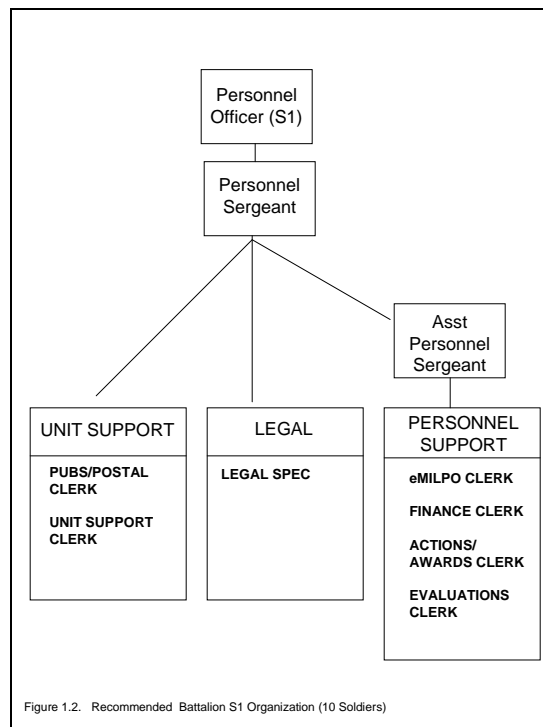 Personnel
Officer (S1)
Personnel
Sergeant
Asst
Personnel
Sergeant
UNIT SUPPORT
PUBS/POSTAL
CLERK
UNIT SUPPORT
CLERK
LEGAL
LEGAL SPEC
PERSONNEL
SUPPORT
eMILPO CLERK
FINANCE CLERK
ACTIONS/
AWARDS CLERK
EVALUATIONS
CLERK
Figure 1.2. Recommended Battalion S1 Organization (10 Soldiers)